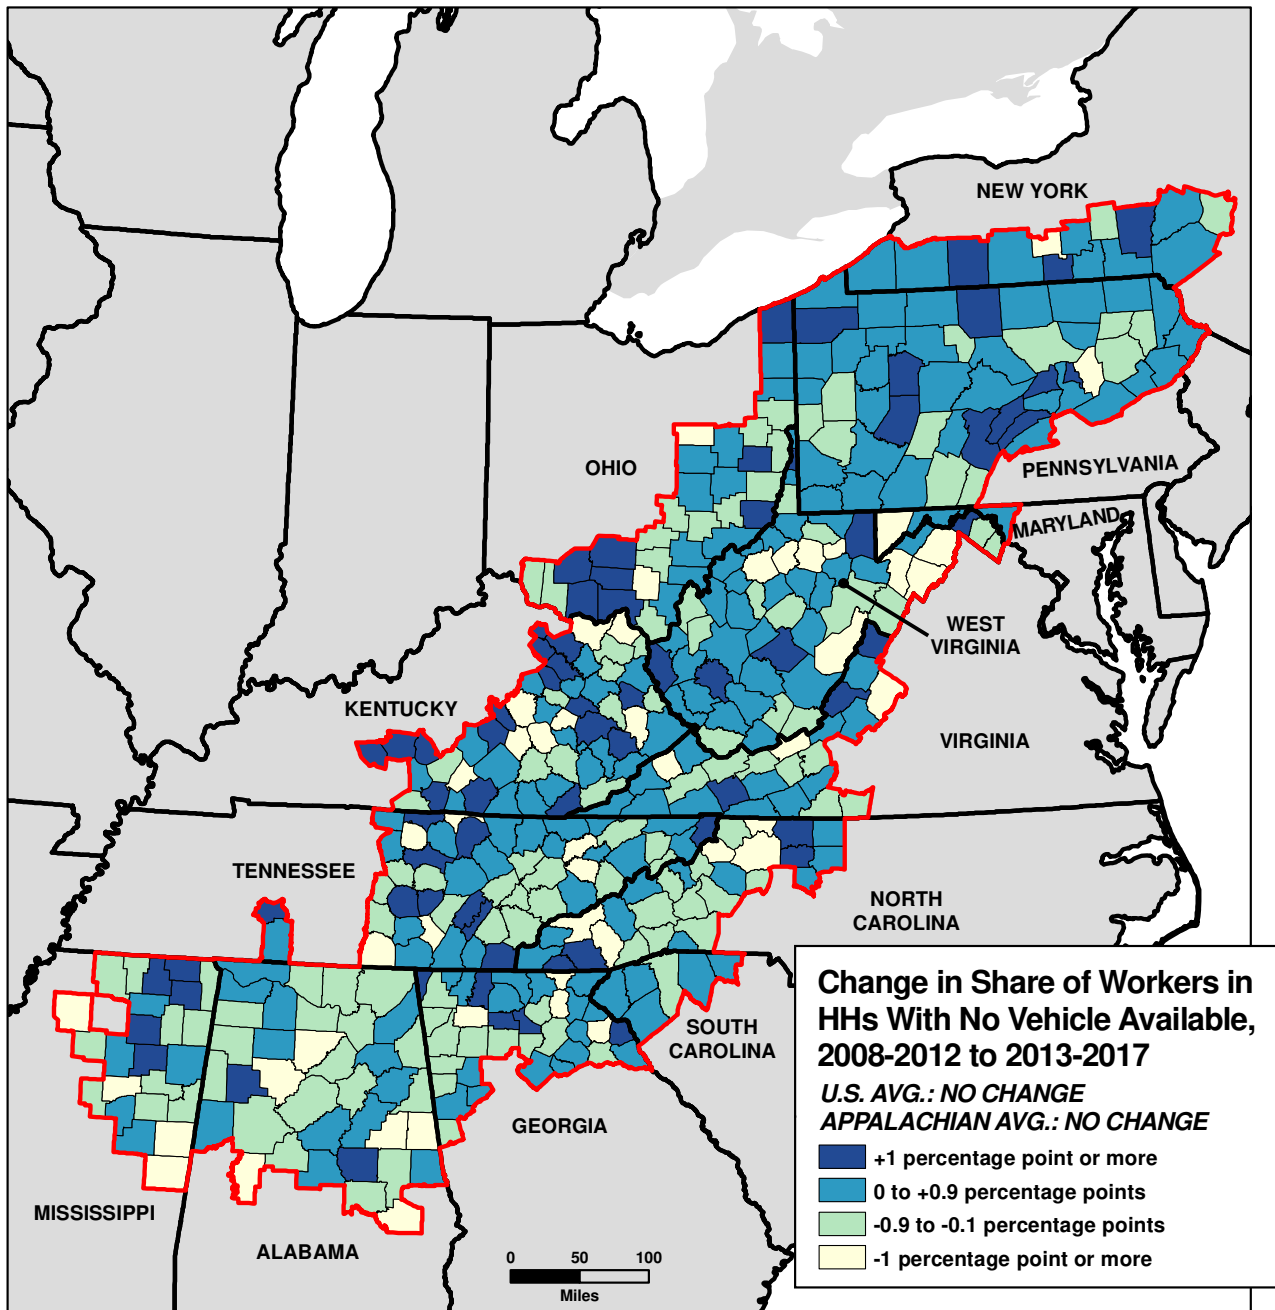 NEW YORK
OHIO
PENNSYLVANIA
MARYLAND
WEST
VIRGINIA
KENTUCKY
VIRGINIA
TENNESSEE
NORTH
CAROLINA
SOUTH
CAROLINA
GEORGIA
MISSISSIPPI
ALABAMA
0 50 100
Miles
Change in Share of Workers in
HHs With No Vehicle Available,
2008-2012 to 2013-2017
U.S. AVG.: NO CHANGE
APPALACHIAN AVG.: NO CHANGE
+1 percentage point or more
0 to +0.9 percentage points
-0.9 to -0.1 percentage points
-1 percentage point or more